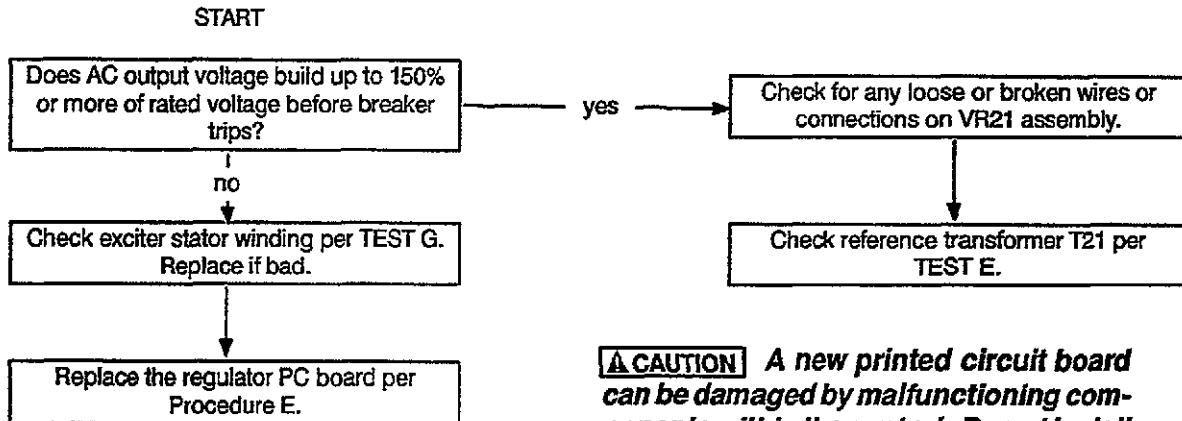 START
Does AC output voltage build up to 150%
or more of rated voltage before breaker
trips?
yes
Check for any loose or broken wires or
connections on VR21 assembly.
no
Check exciter stator winding per TEST G.
Replace if bad.
Check reference transformer T21 per
TEST E.
Replace the regulator PC board per
Procedure E.
⚠ CAUTION A new printed circuit board
can be damaged by malfunctioning com-